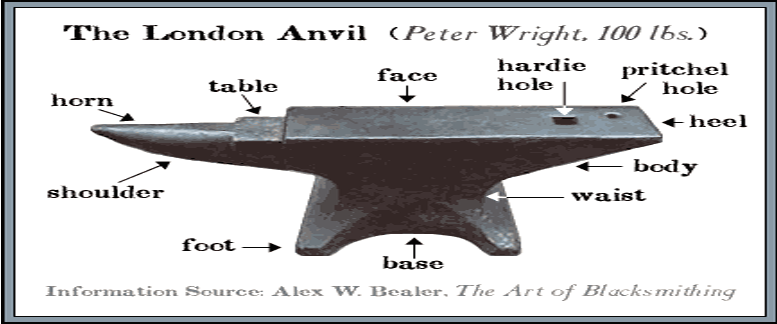 The London Anvil (Peter Wright, 100 lbs.)
horn
table
face
hardie
hole
pritchel
hole
heel
shoulder
body
waist
foot
base
Information Source: Alex W. Bealer, The Art of Blacksmithing